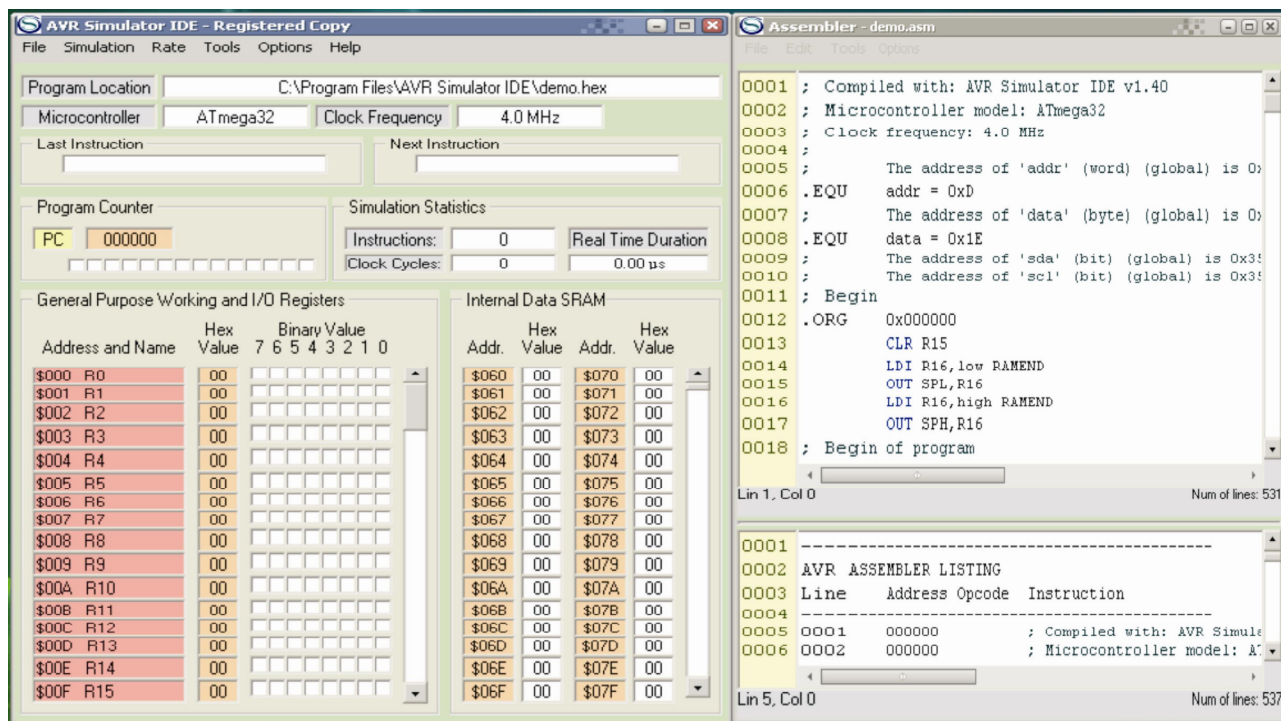 AVR Simulator IDE - Registered Copy
File Simulation Rate Tools Options Help
Program Location C:\Program Files\AVR Simulator IDE\demo.hex
Microcontroller ATmega32 Clock Frequency 4.0 MHz
Last Instruction Next Instruction
Program Counter Simulation Statistics
PC 000000 Instructions: 0 Real Time Duration
Clock Cycles: 0 0.00 µs
General Purpose Working and I/O Registers Internal Data SRAM
Hex Binary Value Hex Hex
Address and Name Value 7 6 5 4 3 2 1 0 Addr. Value Addr. Value
$000 R0 00 $060 00 $070 00
$001 R1 00 $061 00 $071 00
$002 R2 00 $062 00 $072 00
$003 R3 00 $063 00 $073 00
$004 R4 00 $064 00 $074 00
$005 R5 00 $065 00 $075 00
$006 R6 00 $066 00 $076 00
$007 R7 00 $067 00 $077 00
$008 R8 00 $068 00 $078 00
$009 R9 00 $069 00 $079 00
$00A R10 00 $06A 00 $07A 00
$00B R11 00 $06B 00 $07B 00
$00C R12 00 $06C 00 $07C 00
$00D R13 00 $06D 00 $07D 00
$00E R14 00 $06E 00 $07E 00
$00F R15 00 $06F 00 $07F 00
Assembler - demo.asm
File Edit Tools Options
0001 ; Compiled with: AVR Simulator IDE v1.40
0002 ; Microcontroller model: ATmega32
0003 ; Clock frequency: 4.0 MHz
0004 ;
0005 ; The address of 'addr' (word) (global) is
0006 .EQU addr = 0xD
0007 ; The address of 'data' (byte) (global) is
0008 .EQU data = 0x1E
0009 ; The address of 'sda' (bit) (global) is
0010 ; The address of 'scl' (bit) (global) is
0011 ; Begin
0012 .ORG 0x000000
0013 CLR R15
0014 LDI R16,low RAMEND
0015 OUT SPL,R16
0016 LDI R16,high RAMEND
0017 OUT SPH,R16
0018 ; Begin of program
Lin 1, Col 0 Num of lines: 531
0001 ----------------------------------------------
0002 AVR ASSEMBLER LISTING
0003 Line Address Opcode Instruction
0004 ----------------------------------------------
0005 0001 000000 ; Compiled with: AVR
0006 0002 000000 ; Microcontroller model:
Lin 5, Col 0 Num of lines: 537